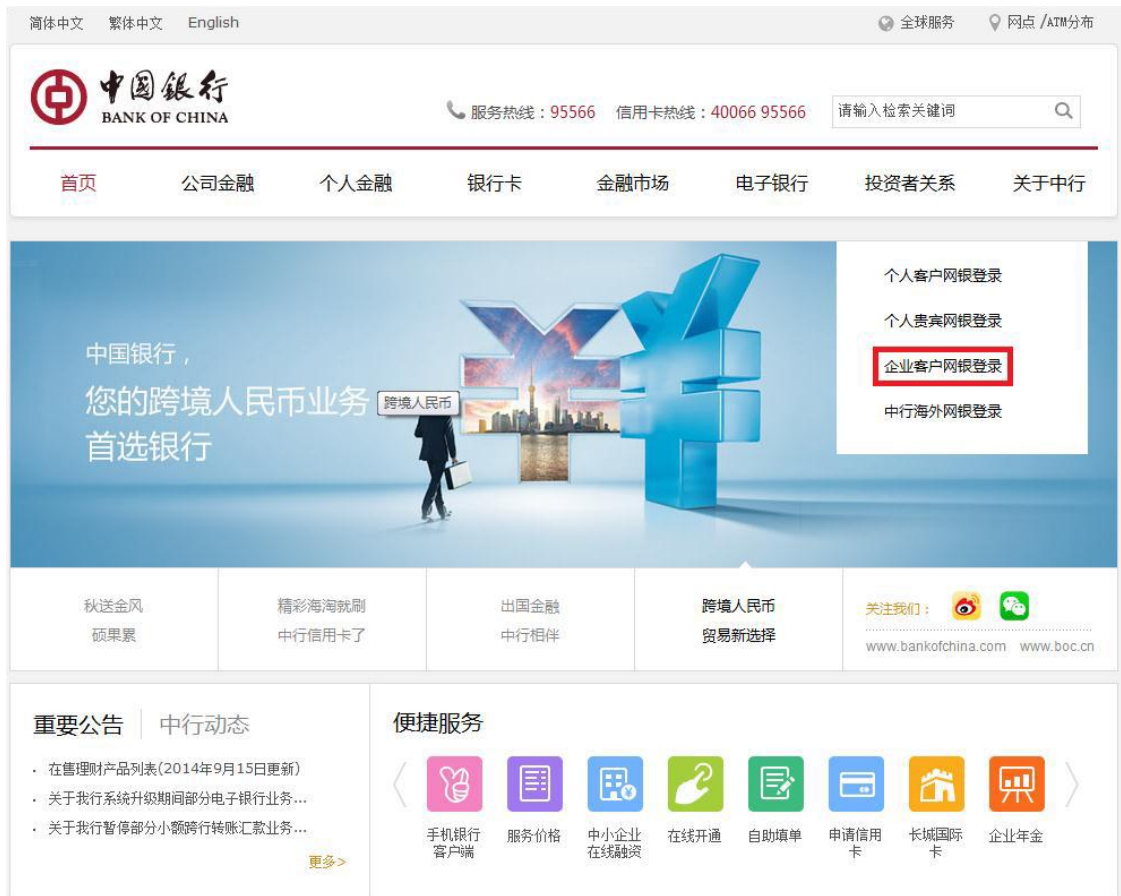 简体中文 繁体中文 English 全球服务 网点 /ATM分布
中国銀行
BANK OF CHINA
服务热线：95566 信用卡热线：40066 95566 请输入检索关键词
首页 公司金融 个人金融 银行卡 金融市场 电子银行 投资者关系 关于中行
个人客户网银登录
个人贵宾网银登录
企业客户网银登录
中行海外网银登录
中国银行，
您的跨境人民币业务
首选银行
跨境人民币
秋送金风
硕果累
精彩海淘就刷
中行信用卡了
出国金融
中行相伴
跨境人民币
贸易新选择
关注我们：
www.bankofchina.com www.boc.cn
重要公告 中行动态
· 在售理财产品列表(2014年9月15日更新)
· 关于我行系统升级期间部分电子银行业务...
· 关于我行暂停部分小额跨行转账汇款业务...
更多>
便捷服务
手机银行
客户端
服务价格
中小企业
在线融资
在线开通
自助填单
申请信用
卡
长城国际
卡
企业年金